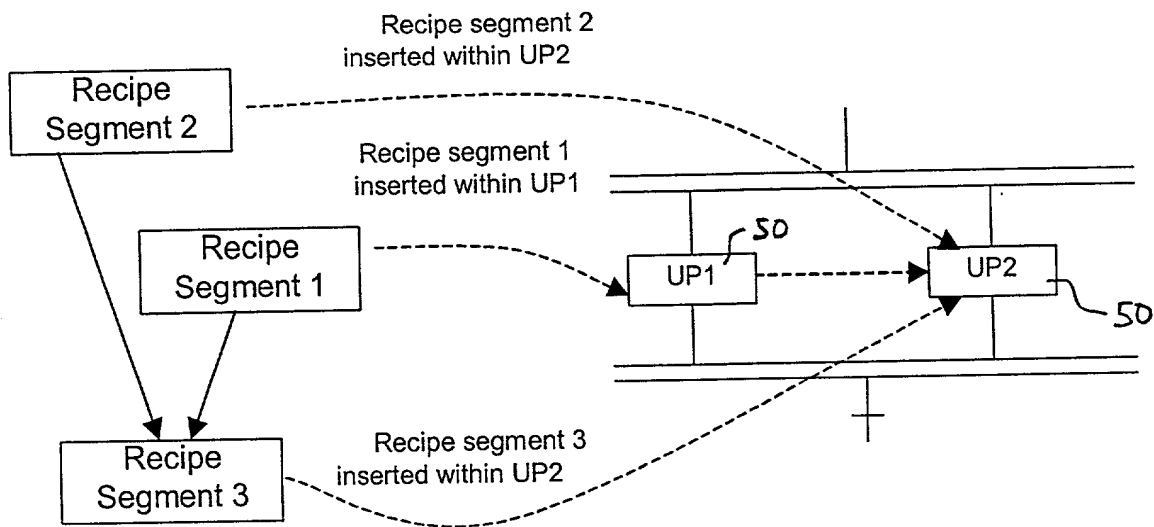 Recipe segment 2
inserted within UP2
Recipe
Segment 2
Recipe segment 1
inserted within UP1
Recipe
Segment 1
50
UP1
UP2
50
Recipe segment 3
inserted within UP2
Recipe
Segment 3